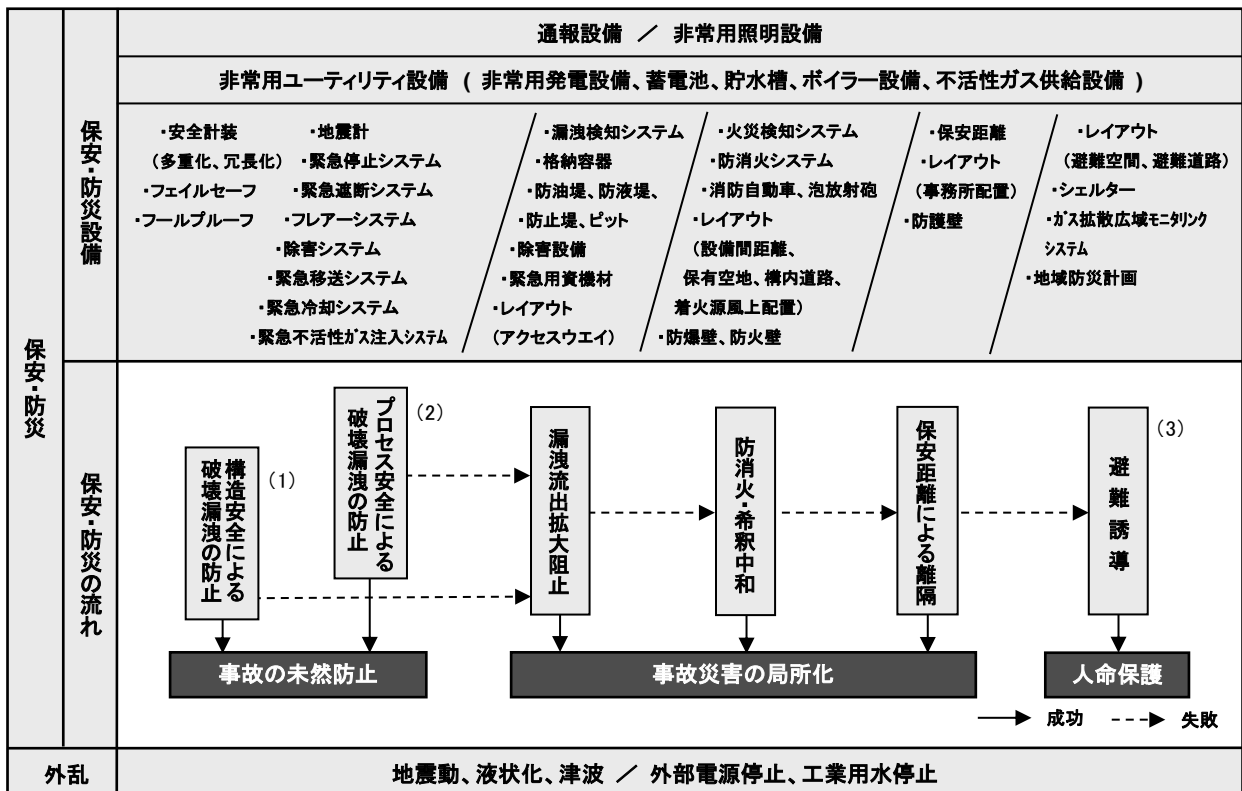 通報設備 ／ 非常用照明設備
非常用ユーティリティ設備 ( 非常用発電設備、蓄電池、貯水槽、ボイラー設備、不活性ガス供給設備 )
保安・防災
保安・防災設備
・安全計装
(多重化、冗長化)
・フェイルセーフ
・フールプルーフ
・地震計
・緊急停止システム
・緊急遮断システム
・フレアーシステム
・除害システム
・緊急移送システム
・緊急冷却システム
・緊急不活性ｶﾞｽ注入ｼｽﾃﾑ
・漏洩検知システム
・格納容器
・防油堤、防液堤、
・防止堤、ピット
・除害設備
・緊急用資機材
・レイアウト
(アクセスウエイ)
・火災検知システム
・防消火システム
・消防自動車、泡放射砲
・レイアウト
(設備間距離、
保有空地、構内道路、
着火源風上配置)
・防爆壁、防火壁
・保安距離
・レイアウト
(事務所配置)
・防護壁
・レイアウト
(避難空間、避難道路)
・シェルター
・ｶﾞｽ拡散広域ﾓﾆﾀﾘﾝｸ
ｼｽﾃﾑ
・地域防災計画
保安・防災の流れ
構造安全による
破壊漏洩の防止
(1)
プロセス安全による
破壊漏洩の防止
(2)
漏洩流出拡大阻止
防消火・希釈中和
保安距離による離隔
避難誘導
(3)
事故の未然防止
事故災害の局所化
人命保護
成功
失敗
外乱
地震動、液状化、津波 ／ 外部電源停止、工業用水停止